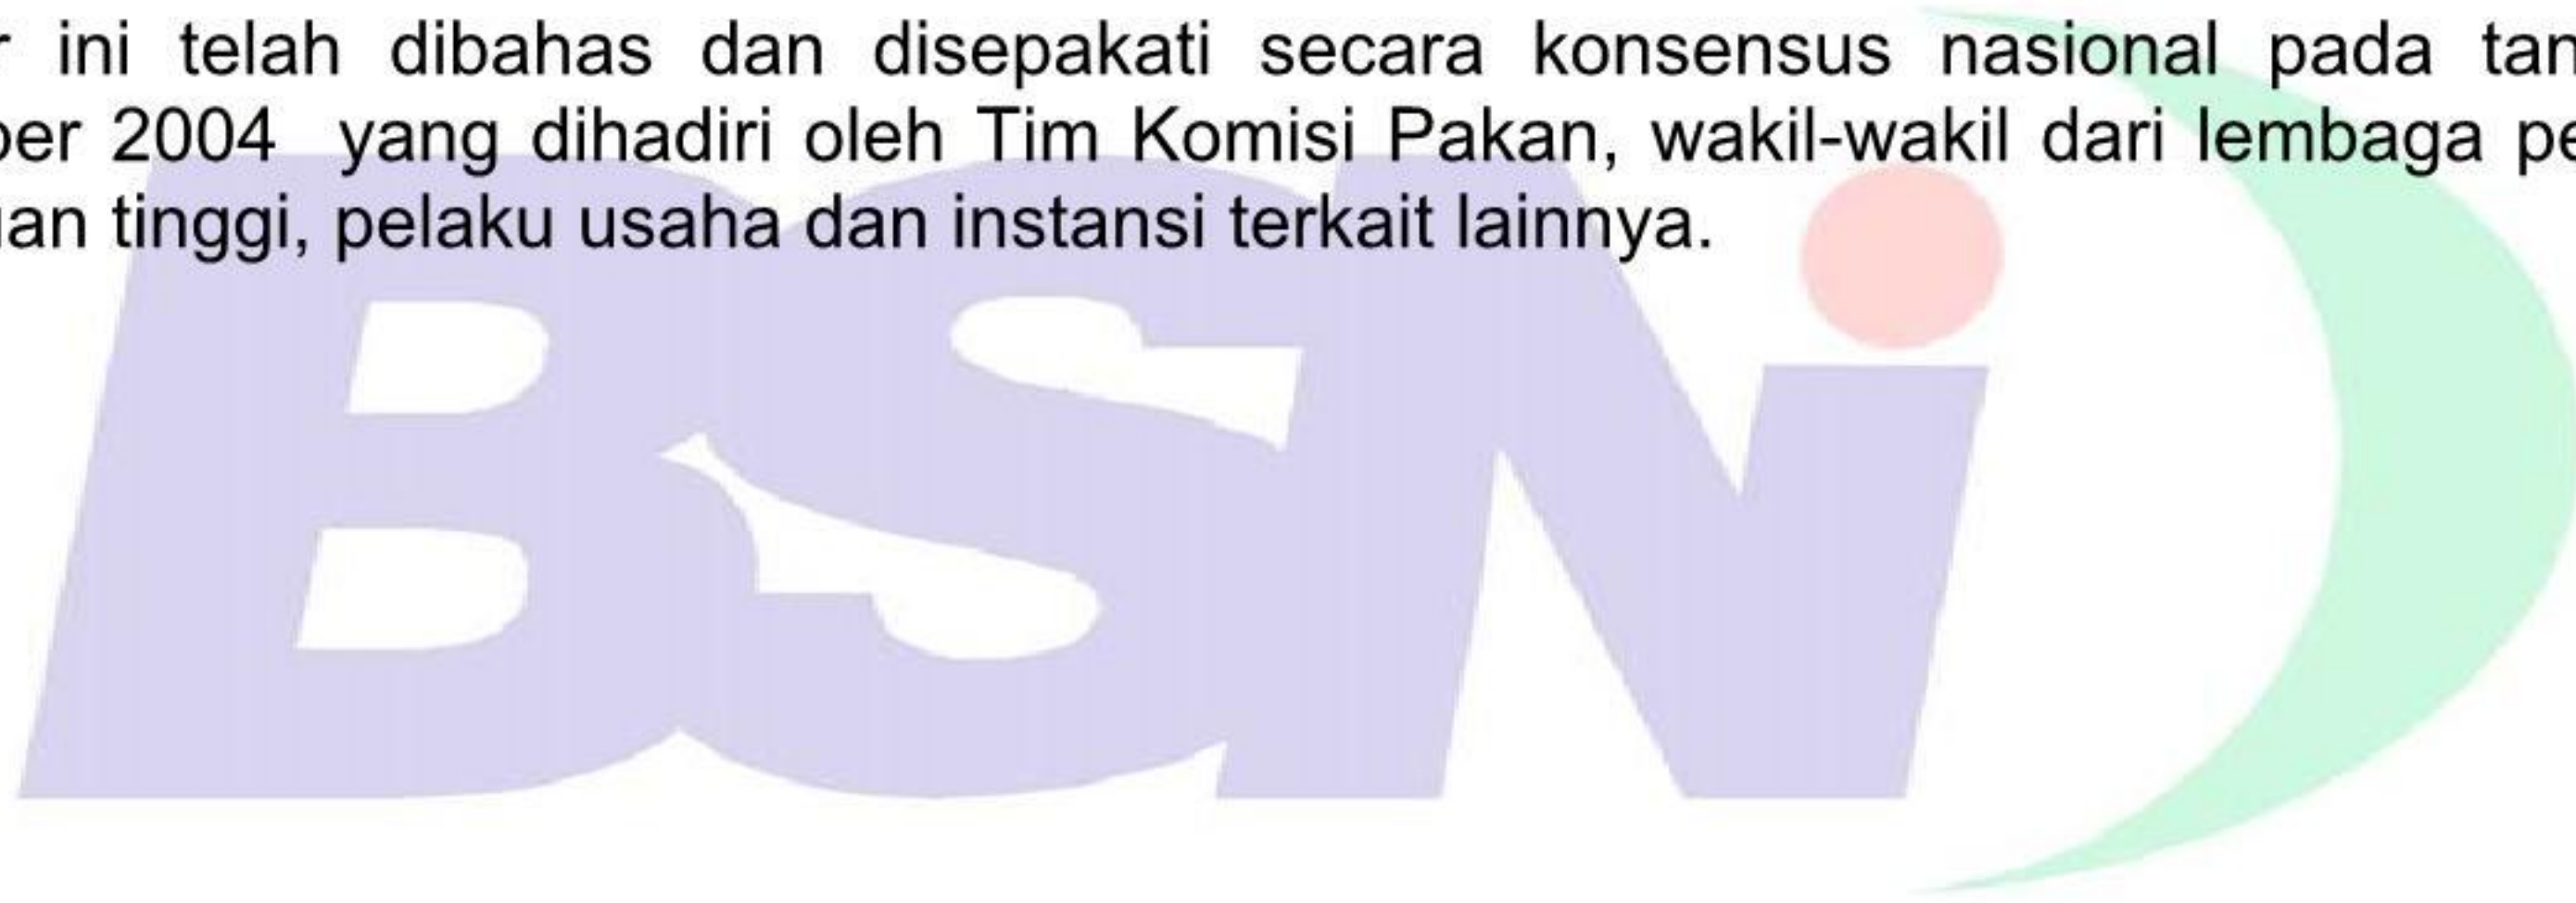 r ini telah dibahas dan disepakati secara konsensus nasional pada tan
ber 2004 yang dihadiri oleh Tim Komisi Pakan, wakil-wakil dari lembaga pe
an tinggi, pelaku usaha dan instansi terkait lainnya.
BSNi